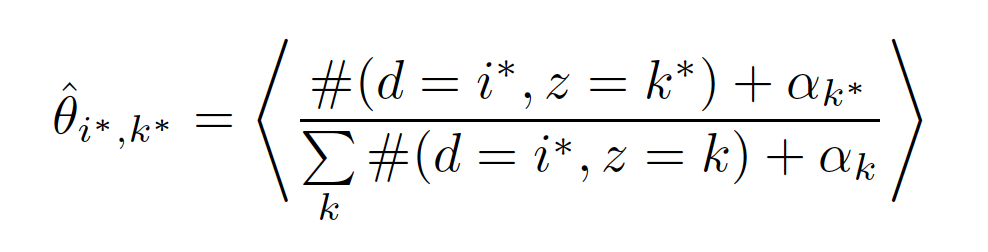 \hat{\theta}_{i^*,k^*} = \left\langle \frac{\#(d = i^*, z = k^*) + \alpha_{k^*}}{\sum_k \#(d = i^*, z = k) + \alpha_k} \right\rangle